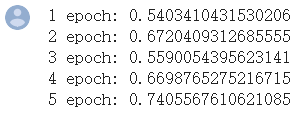 1 epoch: 0.5403410431530206
2 epoch: 0.6720409312685555
3 epoch: 0.5590054395623141
4 epoch: 0.6698765275216715
5 epoch: 0.7405567610621085